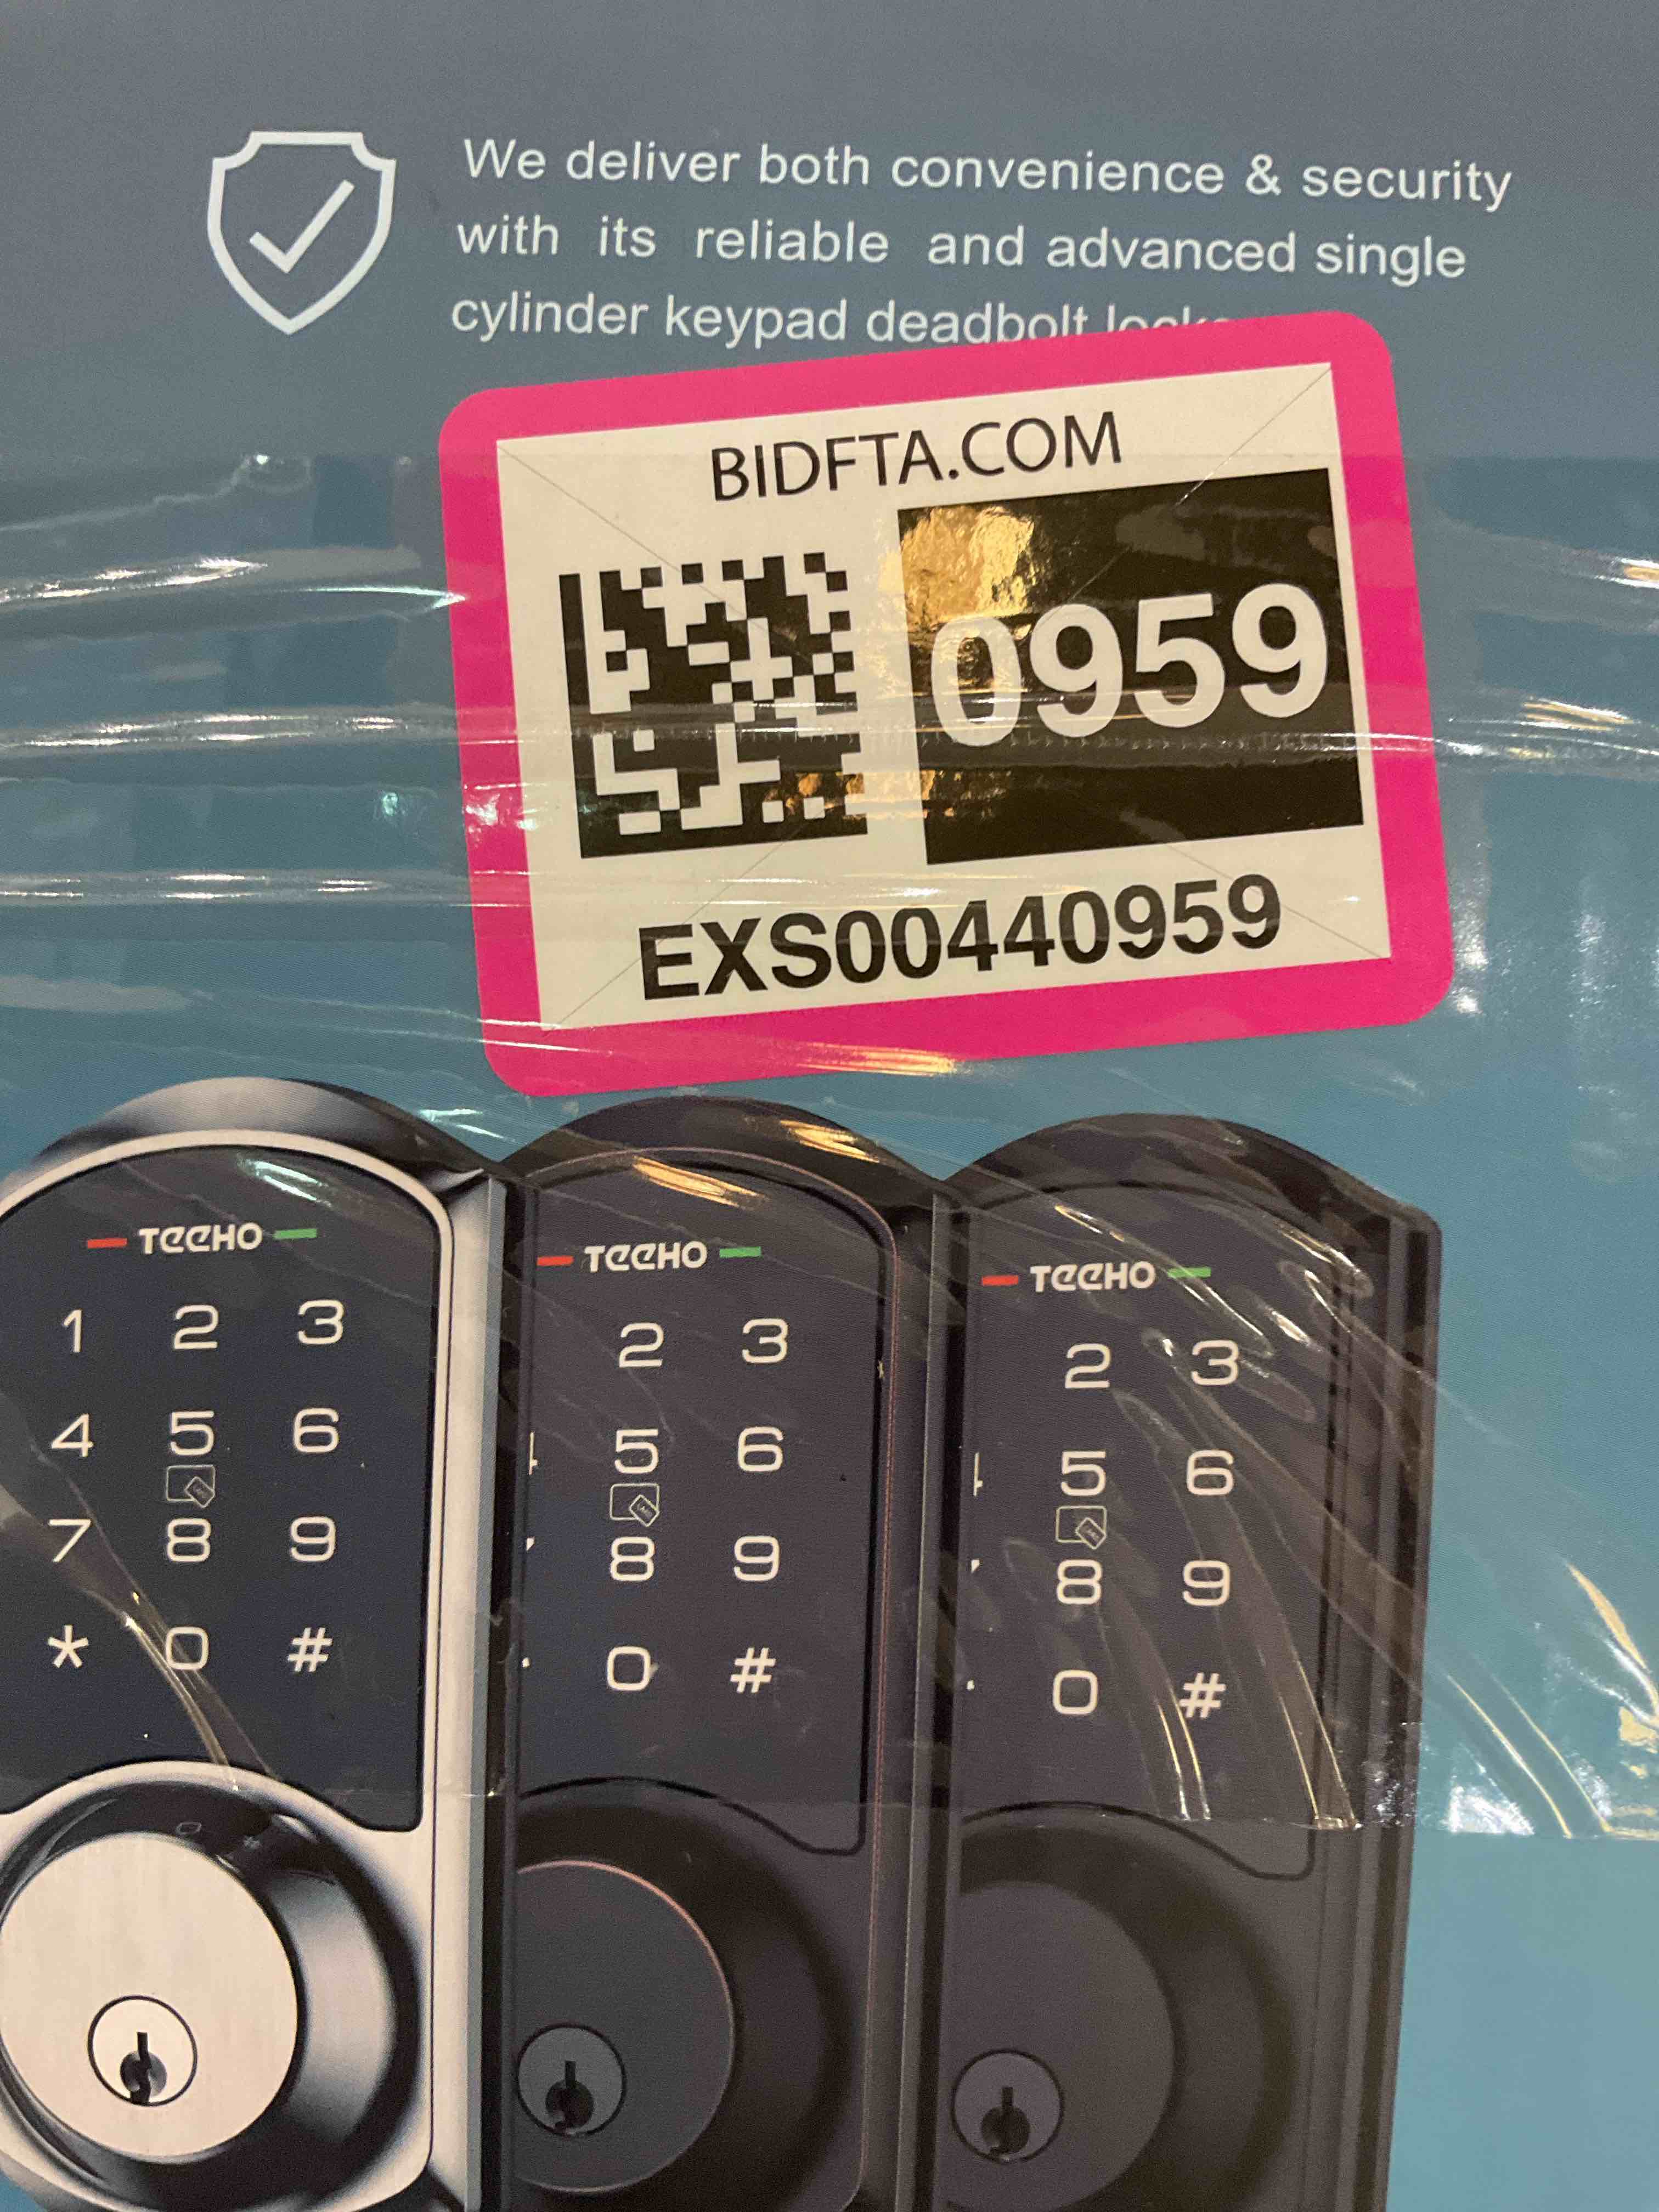 We deliver both convenience & security
with its reliable and advanced single
cylinder keypad deadbolt locks
BIDFTA.COM
0959
EXS00440959
TEEHO TEEHO TEEHO
1 2 3 2 3 2 3
4 5 6 5 6 5 6
7 8 9 8 9 8 9
* 0 # 0 # 0 #